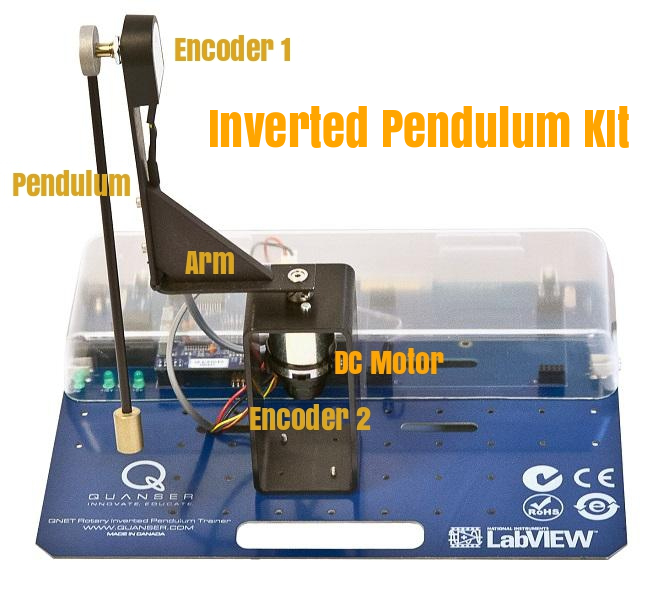 Encoder 1
Inverted Pendulum KIt
Pendulum
Arm
DC Motor
Encoder 2
QUANSER
INNOVATE. EDUCATE.
QNET Rotary Inverted Pendulum Trainer
WWW.QUANSER.COM
MADE IN CANADA
CE
RoHS
e
NATIONAL INSTRUMENTS
LabVIEW™